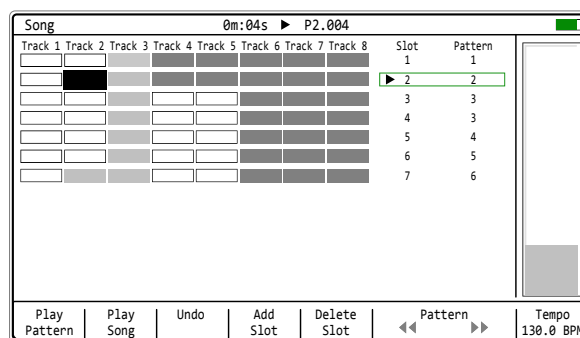 Song 0m:04s ▶ P2.004
Track 1 Track 2 Track 3 Track 4 Track 5 Track 6 Track 7 Track 8 Slot Pattern
1 1
▶ 2 2
3 3
4 3
5 4
6 5
7 6
Play Pattern
Play Song
Undo
Add Slot
Delete Slot
Pattern
Tempo
130.0 BPM